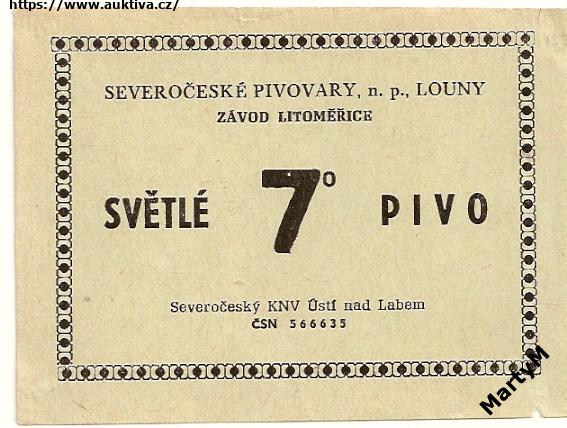 https://www.auktiva.cz/
SEVEROČESKÉ PIVOVARY, n. p., LOUNY
ZÁVOD LITOMĚŘICE
SVĚTLÉ 7° PIVO
Severočeský KNV Ústí nad Labem
ČSN 566635
MartyM